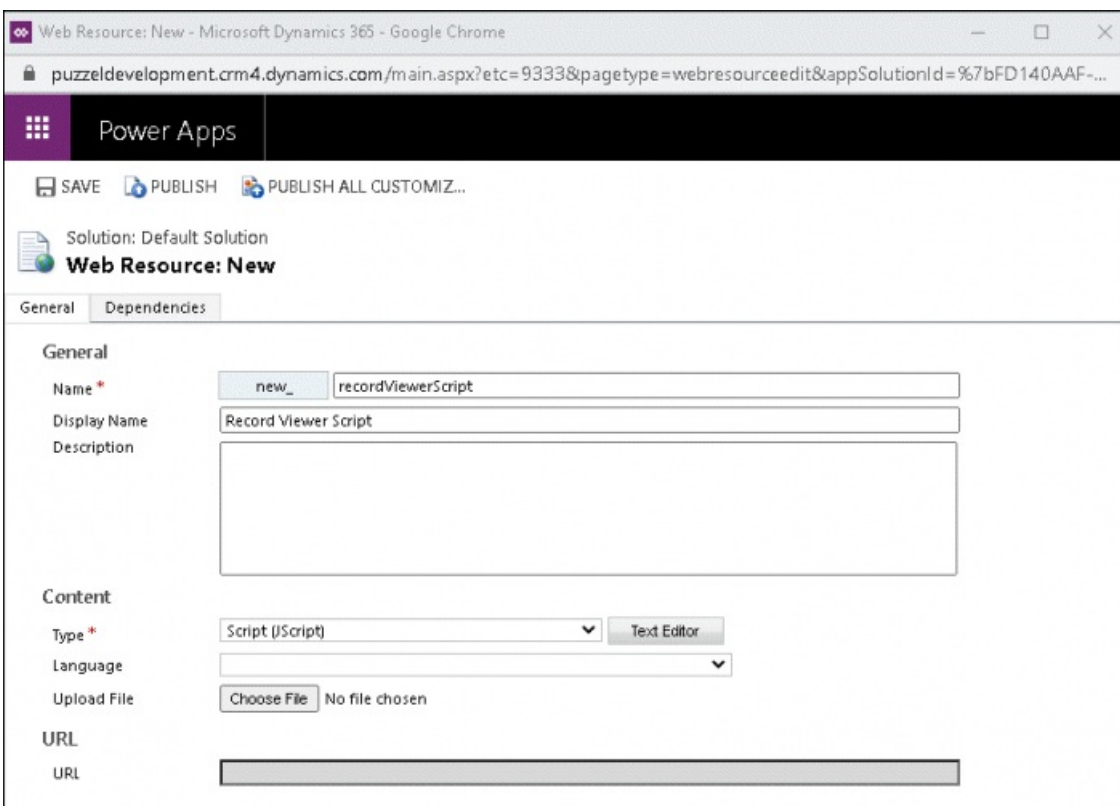 Web Resource: New - Microsoft Dynamics 365 - Google Chrome
puzzeldevelopment.crm4.dynamics.com/main.aspx?etc=9333&pagetype=webresourceedit&appSolutionId=%7bFD140AAF-...
Power Apps
SAVE PUBLISH PUBLISH ALL CUSTOMIZ...
Solution: Default Solution
Web Resource: New
General Dependencies
General
Name * new_ recordViewerScript
Display Name Record Viewer Script
Description
Content
Type * Script (JScript) Text Editor
Language
Upload File Choose File No file chosen
URL
URL